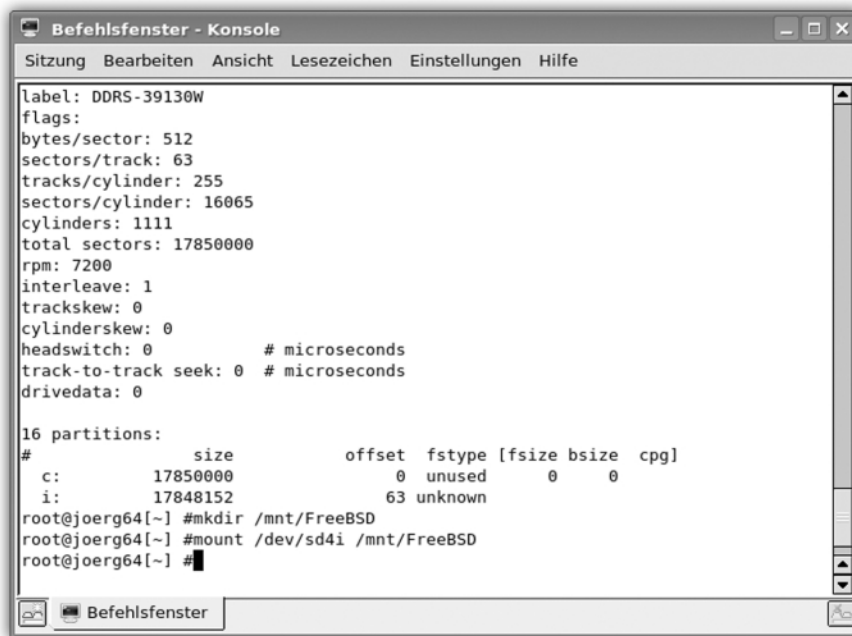 Befehlsfenster - Konsole
Sitzung Bearbeiten Ansicht Lesezeichen Einstellungen Hilfe
label: DDRS-39130W
flags:
bytes/sector: 512
sectors/track: 63
tracks/cylinder: 255
sectors/cylinder: 16065
cylinders: 1111
total sectors: 17850000
rpm: 7200
interleave: 1
trackskew: 0
cylinderskew: 0
headswitch: 0 # microseconds
track-to-track seek: 0 # microseconds
drivedata: 0
16 partitions:
# size offset fstype [fsize bsize cpg]
c: 17850000 0 unused 0 0
i: 17848152 63 unknown
root@joerg64[~] #mkdir /mnt/FreeBSD
root@joerg64[~] #mount /dev/sd4i /mnt/FreeBSD
root@joerg64[~] #
Befehlsfenster